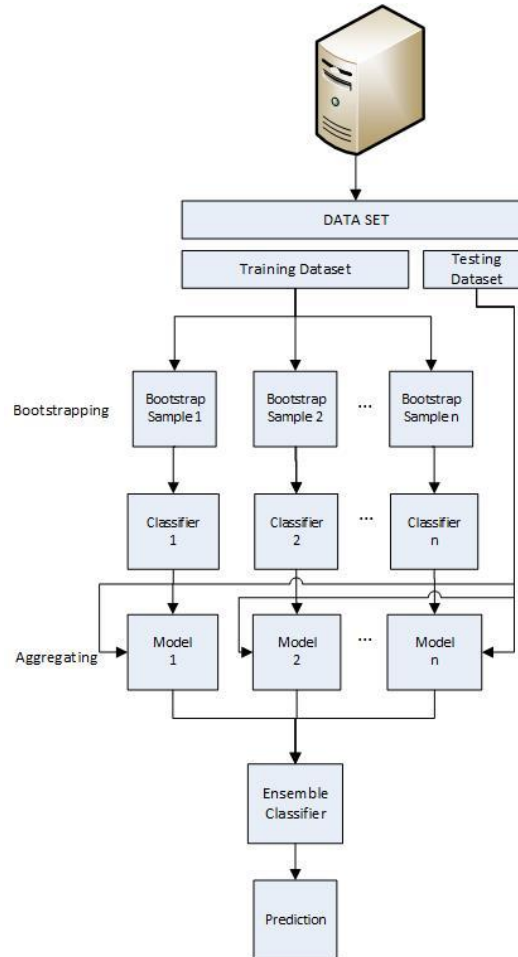 DATA SET
Training Dataset
Testing
Dataset
Bootstrapping
Bootstrap
Sample 1
Bootstrap
Sample 2
...
Bootstrap
Sample n
Classifier
1
Classifier
2
...
Classifier
n
Aggregating
Model
1
Model
2
...
Model
n
Ensemble
Classifier
Prediction